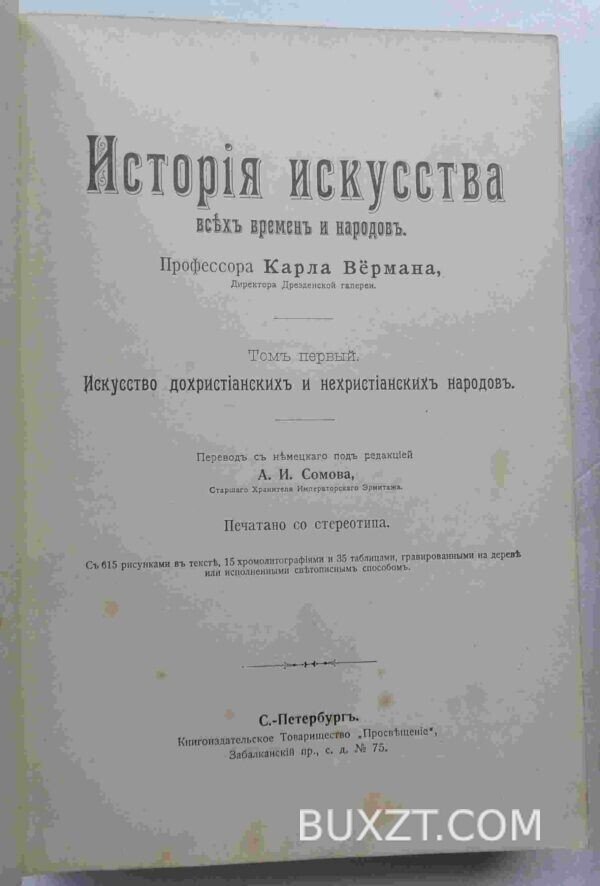 Исторія искусства
всѣхъ временъ и народовъ.
Профессора Карла Вёрмана,
Директора Дрезденской галереи.
Томъ первый.
Искусство дохристіанскихъ и нехристіанскихъ народовъ.
Переводъ съ нѣмецкаго подъ редакціей
А. И. Сомова,
Старшаго Хранителя Императорскаго Эрмитажа.
Печатано со стереотипа.
Съ 615 рисунками въ текстѣ, 15 хромолитографіями и 35 таблицами, гравированными на деревѣ
или исполненными свѣтописнымъ способомъ.
С.-Петербургъ.
Книгоиздательское Товарищество „Просвѣщеніе“,
Забалканскій пр., с. д. № 75.
BUXZT.COM